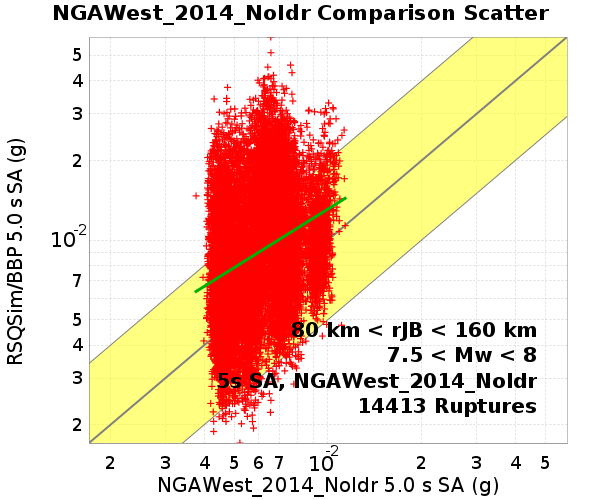 NGAWest_2014_NoIdr Comparison Scatter
5
4
3
2
10-2
7
5
4
3
2
RSQSim/BBP 5.0 s SA (g)
80 km < rJB < 160 km
7.5 < Mw < 8
5s SA, NGAWest_2014_NoIdr
14413 Ruptures
2 3 4 5 6 7 10-2 2 3 4 5
NGAWest_2014_NoIdr 5.0 s SA (g)